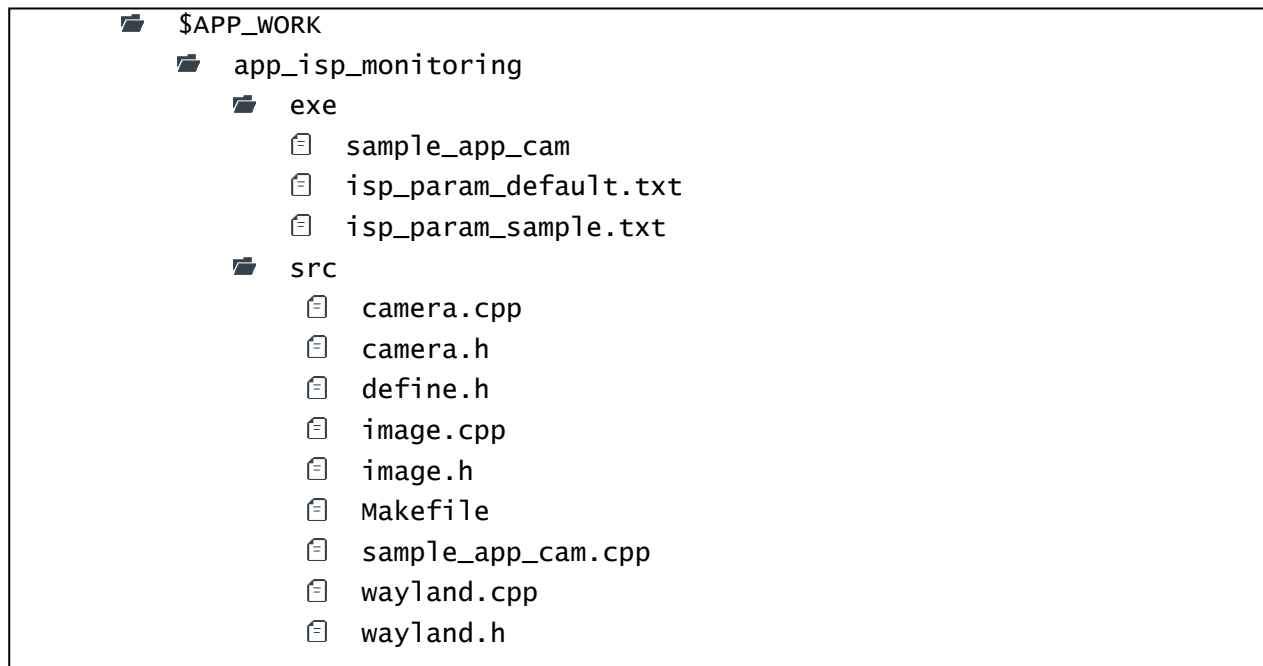 $APP_WORK
app_isp_monitoring
exe
sample_app_cam
isp_param_default.txt
isp_param_sample.txt
src
camera.cpp
camera.h
define.h
image.cpp
image.h
Makefile
sample_app_cam.cpp
wayland.cpp
wayland.h